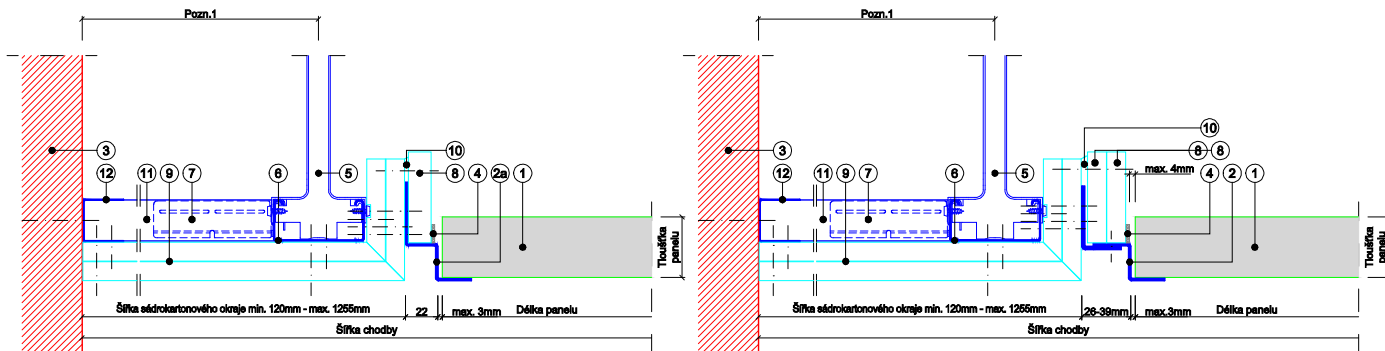 Pozn.1
10
3
12
11
9
7
6
5
8
4
2a
1
Tloušťka
panelu
Šířka sádrokartonového okraje min. 120mm - max. 1255mm
22
max. 3mm
Délka panelu
Šířka chodby
Pozn.1
10
3
8
8
max. 4mm
12
11
9
7
6
5
4
2
1
Tloušťka
panelu
Šířka sádrokartonového okraje min. 120mm - max. 1255mm
26-39mm
max.3mm
Délka panelu
Šířka chodby